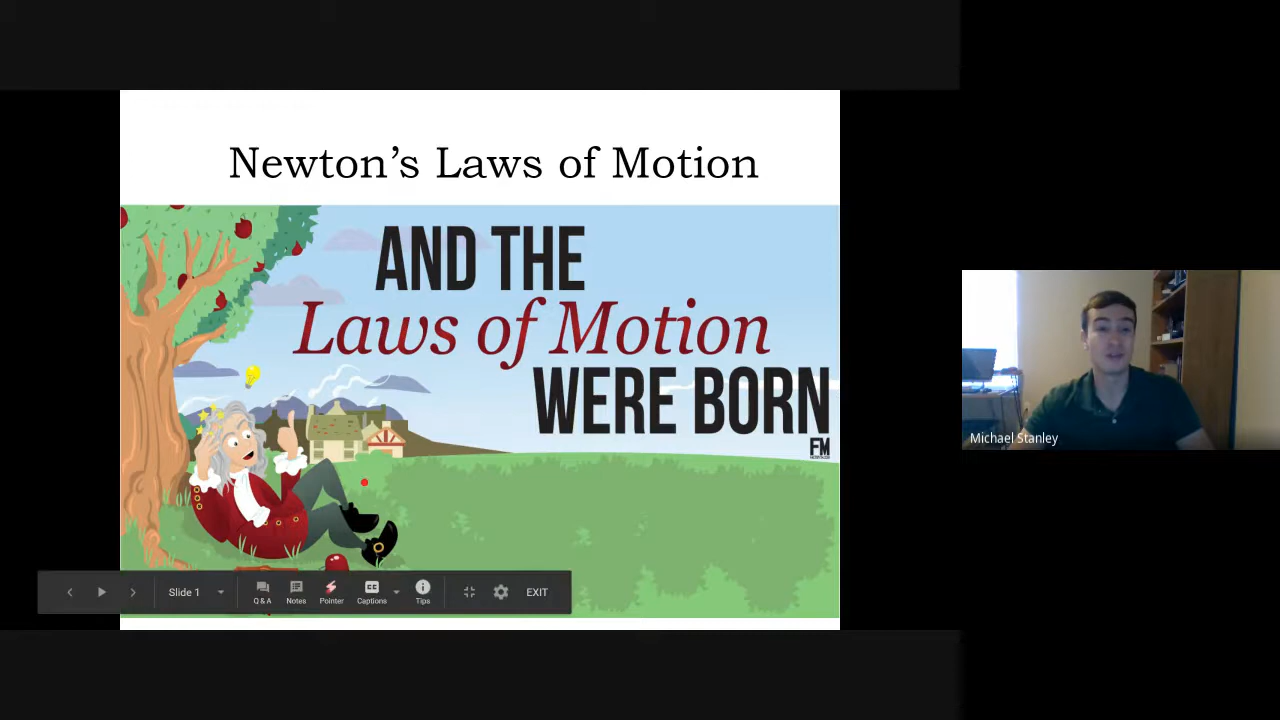 Newton’s Laws of Motion
AND THE
Laws of Motion
WERE BORN
FM
Slide 1
Q & A
Notes
Pointer
CC
Captions
Tips
EXIT
Michael Stanley